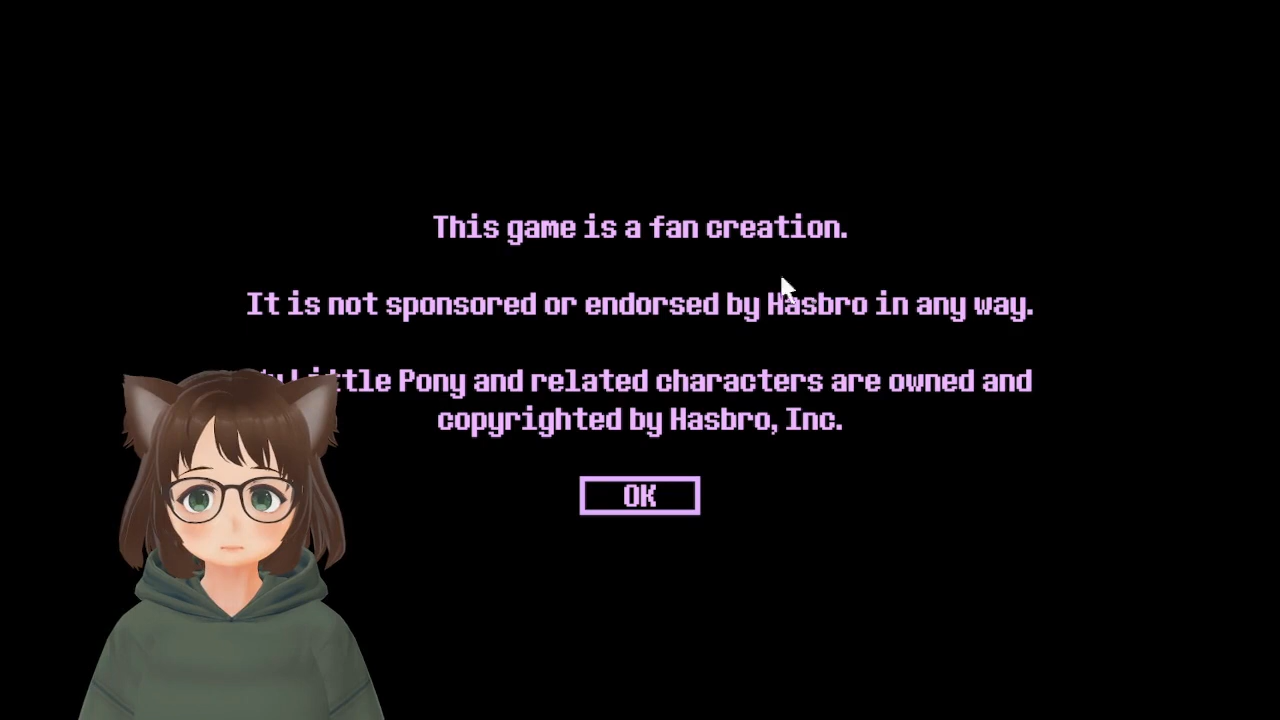 This game is a fan creation.
It is not sponsored or endorsed by Hasbro in any way.
Little Pony and related characters are owned and
copyrighted by Hasbro, Inc.
OK